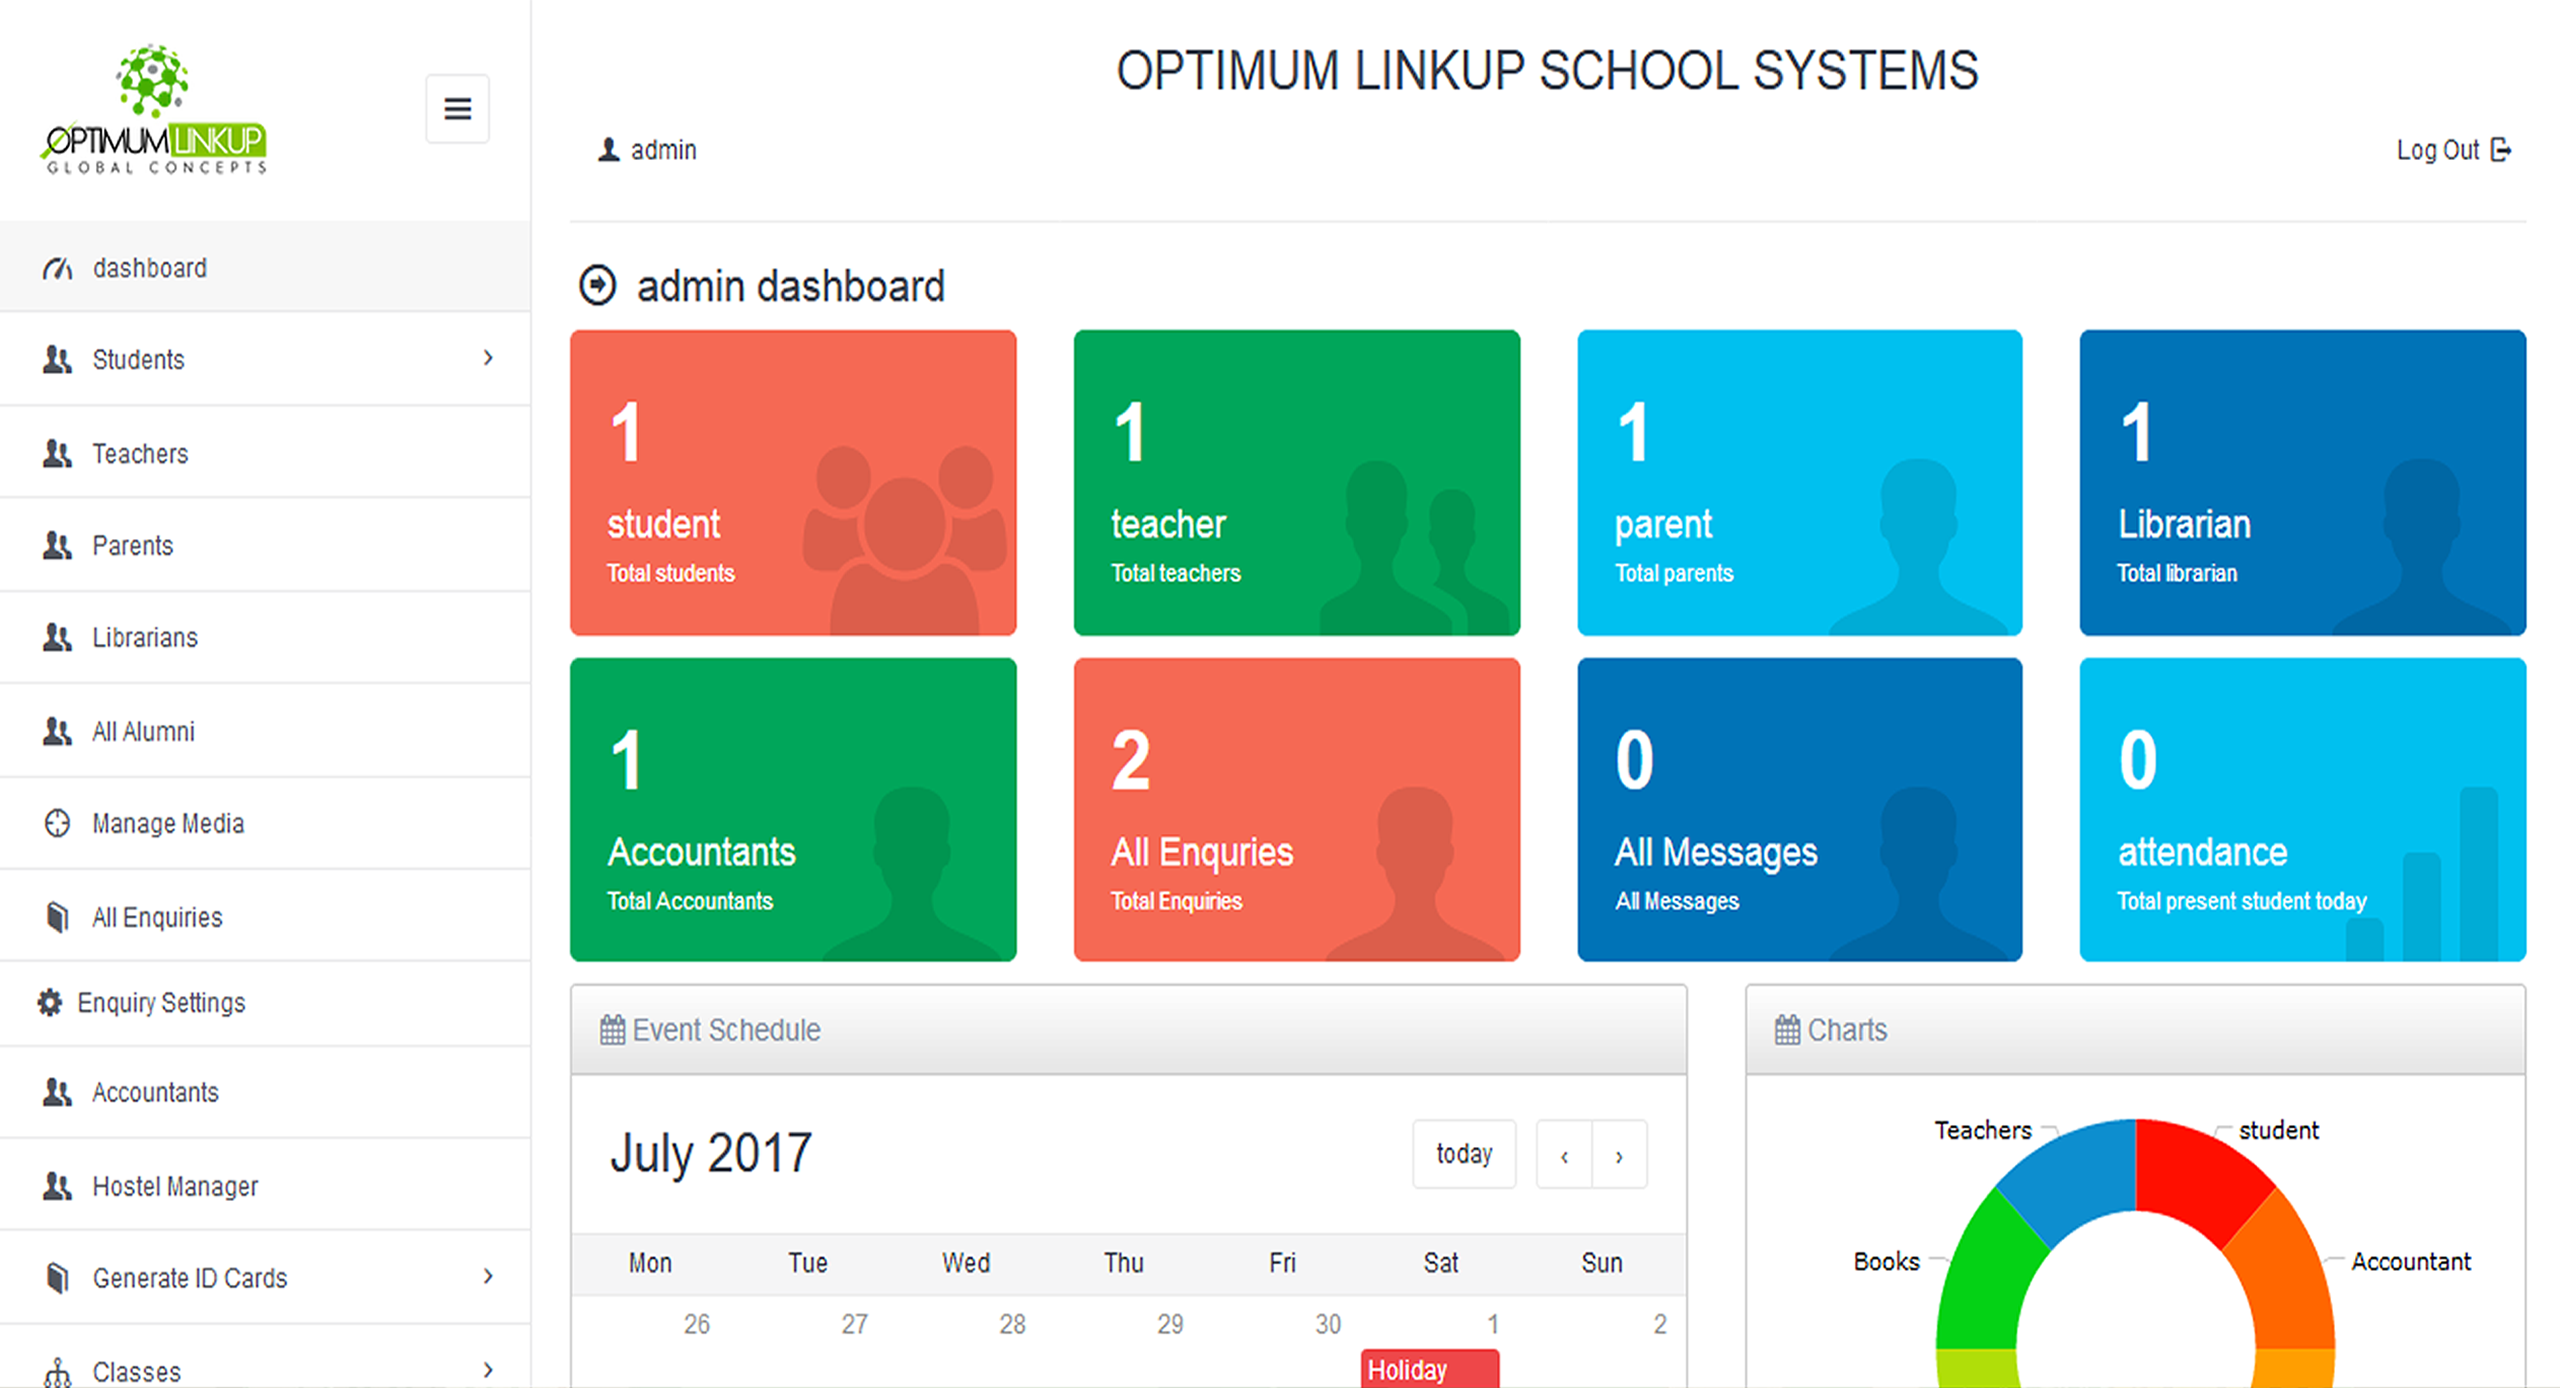 OPTIMUM LINKUP
GLOBAL CONCEPTS
OPTIMUM LINKUP SCHOOL SYSTEMS
admin
Log Out
dashboard
Students
Teachers
Parents
Librarians
All Alumni
Manage Media
All Enquiries
Enquiry Settings
Accountants
Hostel Manager
Generate ID Cards
Classes
admin dashboard
1
student
Total students
1
teacher
Total teachers
1
parent
Total parents
1
Librarian
Total librarian
1
Accountants
Total Accountants
2
All Enquries
Total Enquiries
0
All Messages
All Messages
0
attendance
Total present student today
Event Schedule
July 2017
today
‹ ›
Mon Tue Wed Thu Fri Sat Sun
26 27 28 29 30 1 2
Holiday
Charts
Teachers
student
Books
Accountant